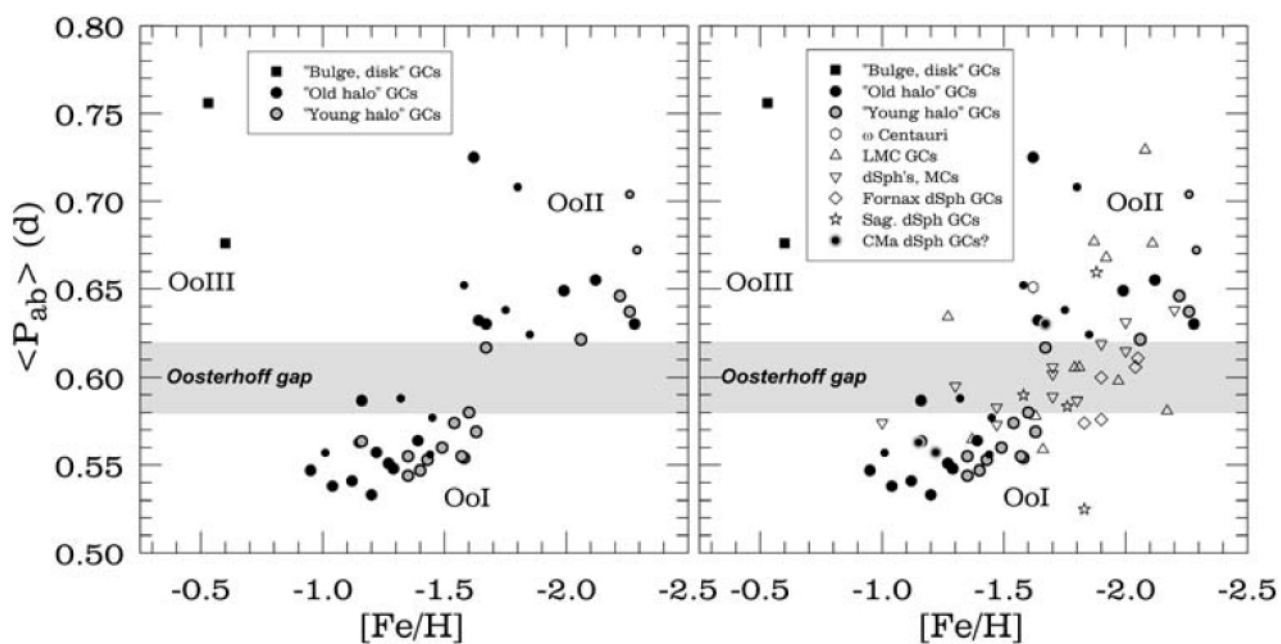 0.80
0.75
0.70
0.65
0.60
0.55
0.50
<P_ab> (d)
"Bulge, disk" GCs
"Old halo" GCs
"Young halo" GCs
OoII
OoIII
Oosterhoff gap
OoI
-0.5 -1.0 -1.5 -2.0 -2.5
[Fe/H]
"Bulge, disk" GCs
"Old halo" GCs
"Young halo" GCs
ω Centauri
LMC GCs
dSph's, MCs
Fornax dSph GCs
Sag. dSph GCs
CMa dSph GCs?
OoII
OoIII
Oosterhoff gap
OoI
-0.5 -1.0 -1.5 -2.0 -2.5
[Fe/H]